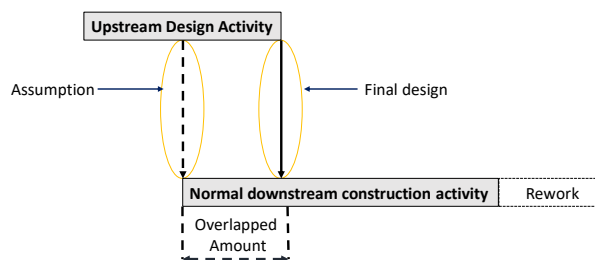 Upstream Design Activity
Assumption
Final design
Normal downstream construction activity
Rework
Overlapped
Amount